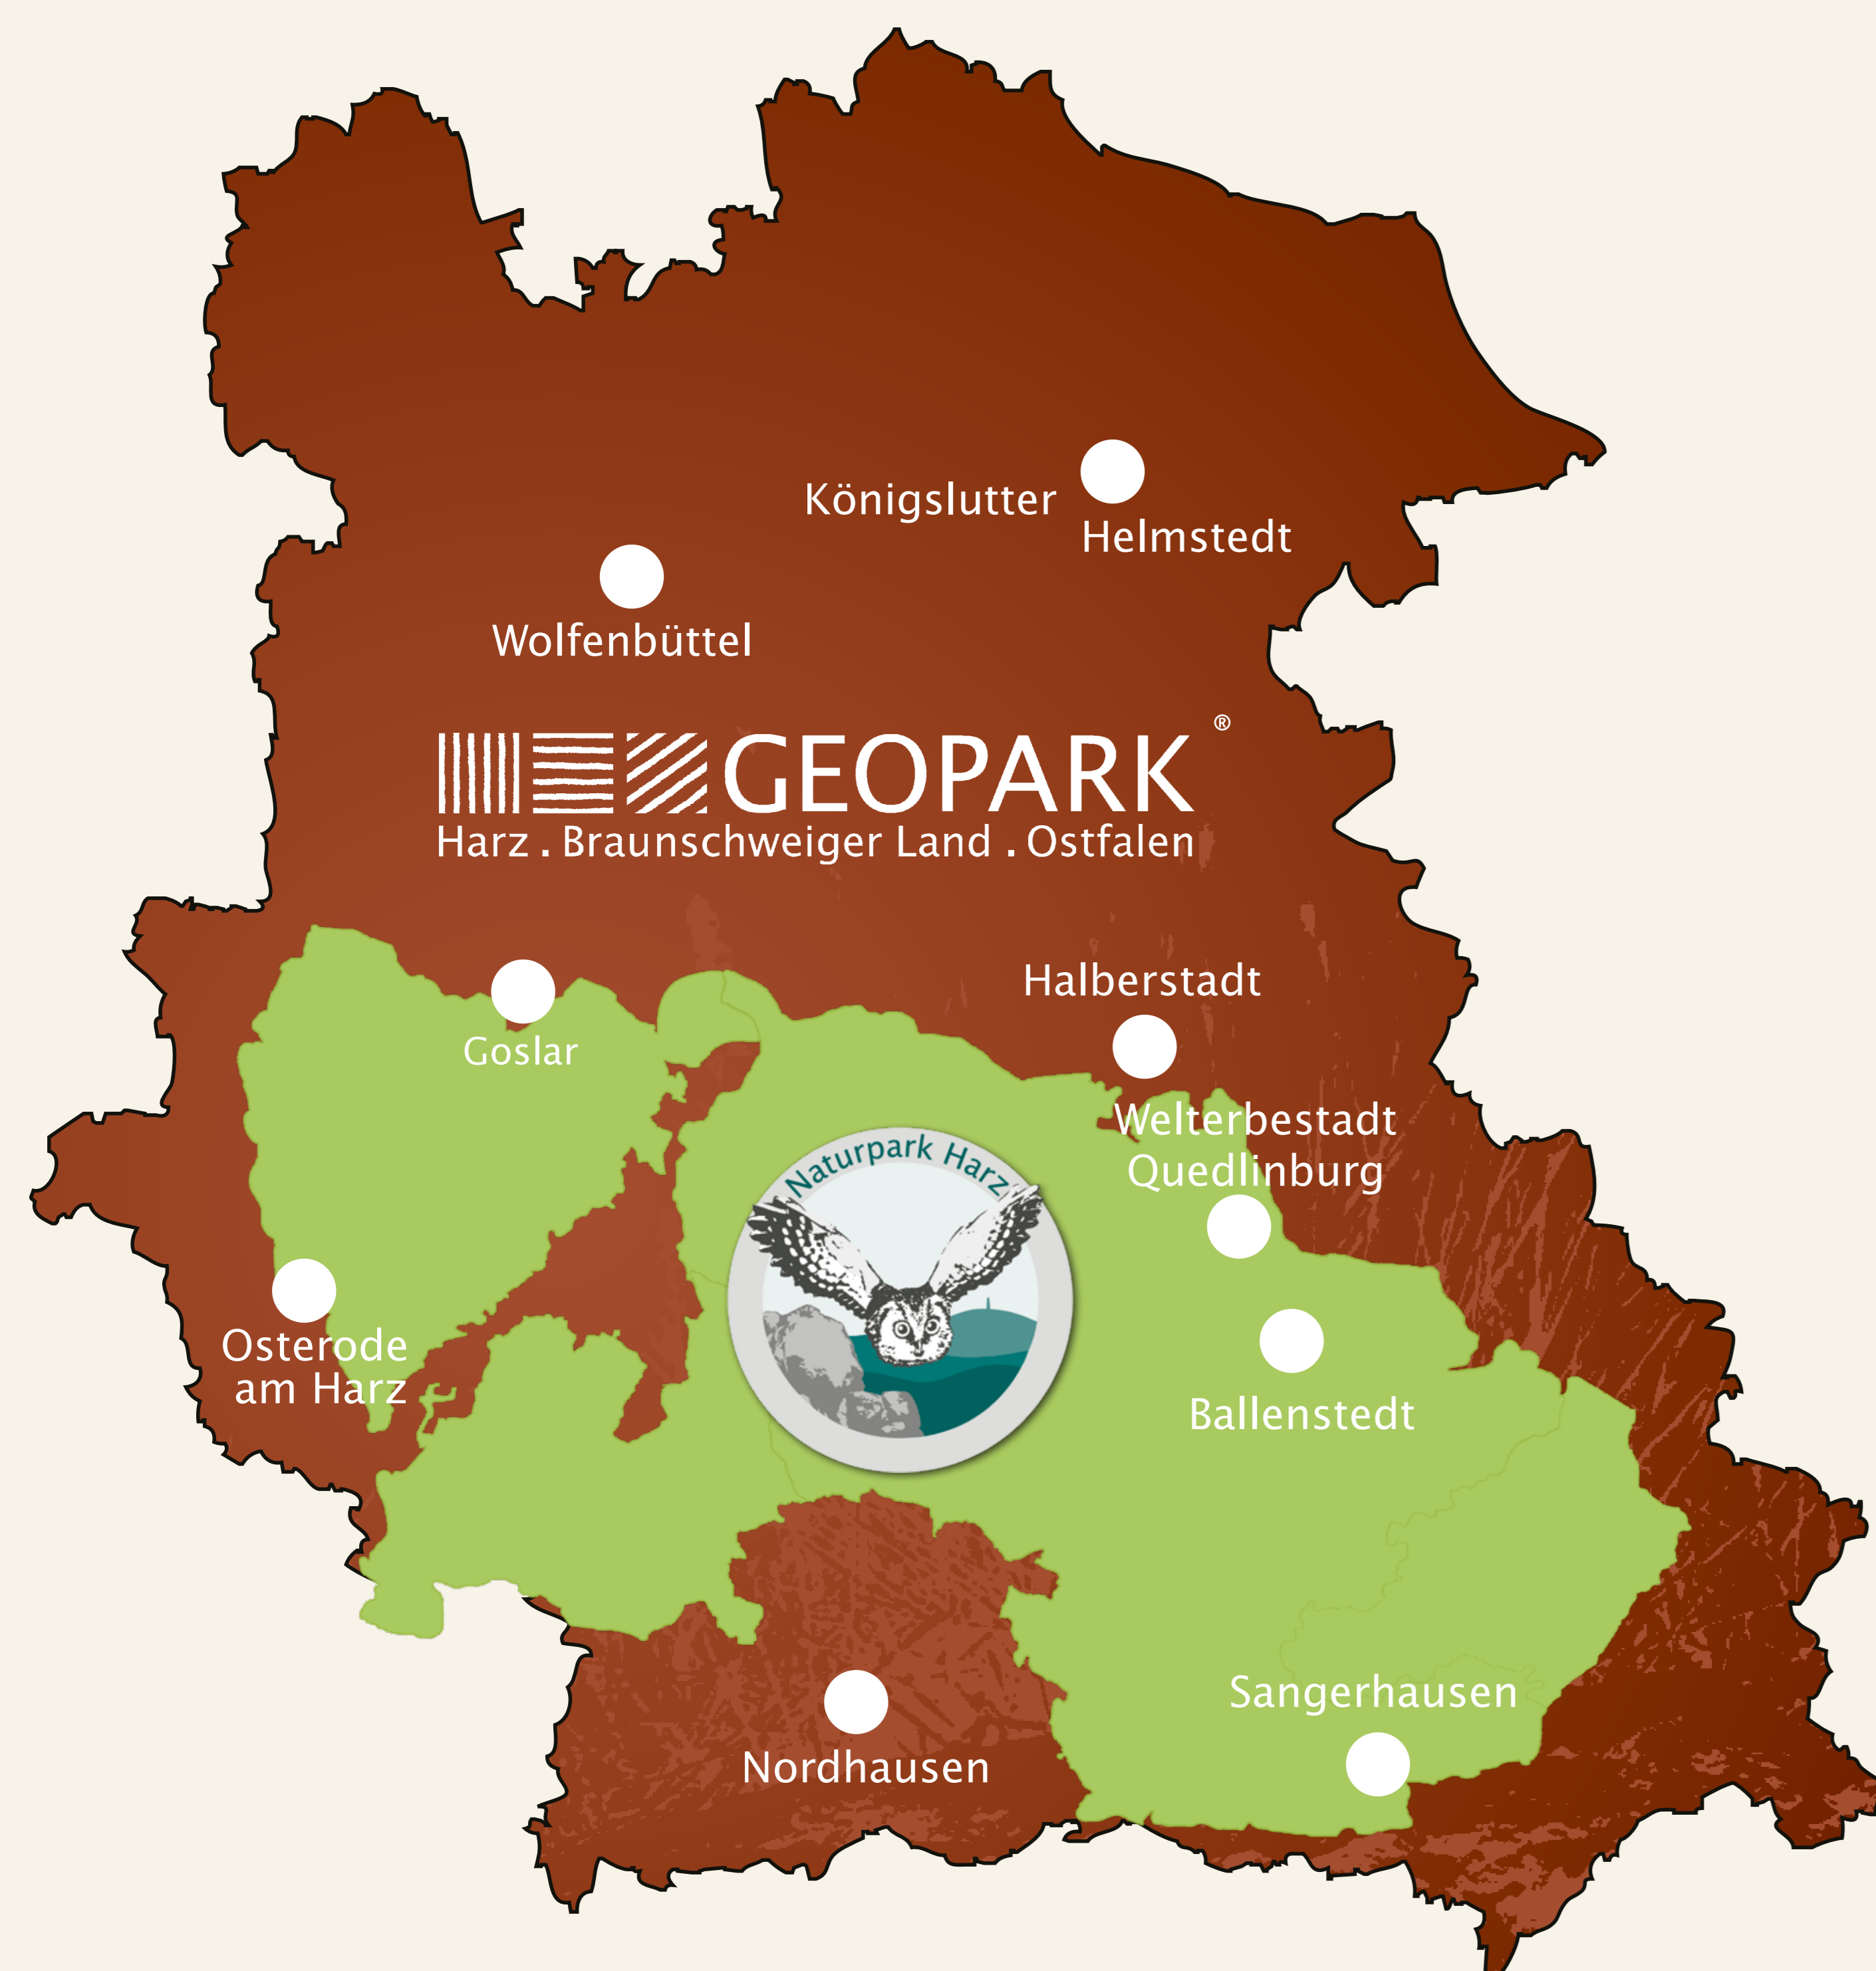 Königslutter
Helmstedt
Wolfenbüttel
GEOPARK ®
Harz . Braunschweiger Land . Ostfalen
Halberstadt
Goslar
Welterbestadt
Quedlinburg
Naturpark Harz
Osterode
am Harz
Ballenstedt
Sangerhausen
Nordhausen